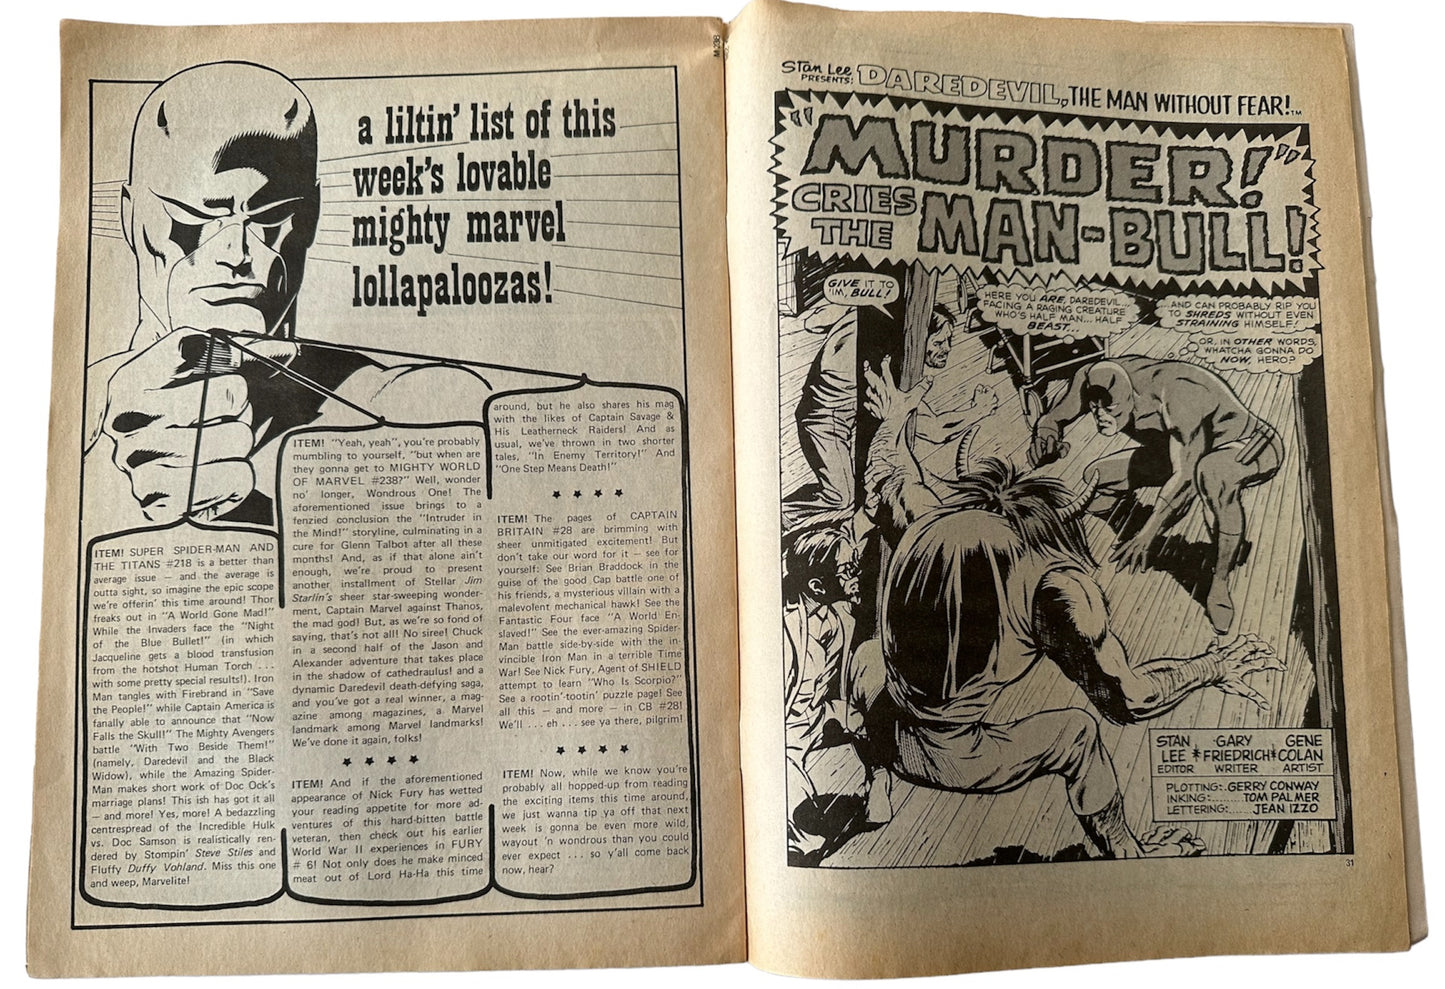 a liltin' list of this
week's lovable
mighty marvel
lollapaloozas!
ITEM! SUPER SPIDER-MAN AND
THE TITANS #218 is a better than
average issue — and the average is
outta sight, so imagine the epic scope
we're offerin' this time around! Thor
freaks out in "A World Gone Mad!"
While the Invaders face the "Night
of the Blue Bullet!" (in which
Jacqueline gets a blood transfusion
from the hotshot Human Torch . . .
with some pretty special results!). Iron
Man tangles with Firebrand in "Save
the People!" while Captain America is
fanally able to announce that "Now
Falls the Skull!" The Mighty Avengers
battle "With Two Beside Them!"
(namely, Daredevil and the Black
Widow), while the Amazing Spider-
Man makes short work of Doc Ock's
marriage plans! This ish has got it all
— and more! Yes, more! A bedazzling
centrespread of the Incredible Hulk
vs. Doc Samson is realistically ren-
dered by Stompin' Steve Stiles and
Fluffy Duffy Vohland. Miss this one
and weep, Marvelite!
ITEM! "Yeah, yeah", you're probably
mumbling to yourself, "but when are
they gonna get to MIGHTY WORLD
OF MARVEL #238?" Well, wonder
no' longer, Wondrous One! The
aforementioned issue brings to a
fenzied conclusion the "Intruder in
the Mind!" storyline, culminating in a
cure for Glenn Talbot after all these
months! And, as if that alone ain't
enough, we're proud to present
another installment of Stellar Jim
Starlin's sheer star-sweeping wonder-
ment, Captain Marvel against Thanos,
the mad god! But, as we're so fond of
saying, that's not all! No siree! Chuck
in a second half of the Jason and
Alexander adventure that takes place
in the shadow of cathedraulus! and a
dynamic Daredevil death-defying saga,
and you've got a real winner, a mag-
azine among magazines, a Marvel
landmark among Marvel landmarks!
We've done it again, folks!
ITEM! And if the aforementioned
appearance of Nick Fury has wetted
your reading appetite for more ad-
ventures of this hard-bitten battle
veteran, then check out his earlier
World War II experiences in FURY
# 6! Not only does he make minced
meat out of Lord Ha-Ha this time
around, but he also shares his mag
with the likes of Captain Savage &
His Leatherneck Raiders! And as
usual, we've thrown in two shorter
tales, "In Enemy Territory!" And
"One Step Means Death!"
ITEM! The pages of CAPTAIN
BRITAIN #28 are brimming with
sheer unmitigated excitement! But
don't take our word for it — see for
yourself: See Brian Braddock in the
guise of the good Cap battle one of
his friends, a mysterious villain with a
malevolent mechanical hawk! See the
Fantastic Four face "A World En-
slaved!" See the ever-amazing Spider-
Man battle side-by-side with the in-
vincible Iron Man in a terrible Time
War! See Nick Fury, Agent of SHIELD
attempt to learn "Who Is Scorpio?"
See a rootin'-tootin' puzzle page! See
all this — and more — in CB #28!
We'll . . . eh . . . see ya there, pilgrim!
ITEM! Now, while we know you're
probably all hopped-up from reading
the exciting items this time around,
we just wanna tip ya off that next
week is gonna be even more wild,
wayout 'n wondrous than you could
ever expect . . . so y'all come back
now, hear?
M-238
Stan Lee
PRESENTS: DAREDEVIL, THE MAN WITHOUT FEAR!™
"MURDER!"
CRIES
THE MAN-BULL!
GIVE IT TO
'IM, BULL!
HERE YOU ARE, DAREDEVIL...
FACING A RAGING CREATURE
WHO'S HALF MAN... HALF
BEAST...
AND CAN PROBABLY RIP YOU
TO SHREDS WITHOUT EVEN
STRAINING HIMSELF!
OR, IN OTHER WORDS,
WHATCHA GONNA DO
NOW, HERO?
STAN GARY GENE
LEE * FRIEDRICH * COLAN
EDITOR WRITER ARTIST
PLOTTING: GERRY CONWAY
INKING:........TOM PALMER
LETTERING:......JEAN IZZO
31